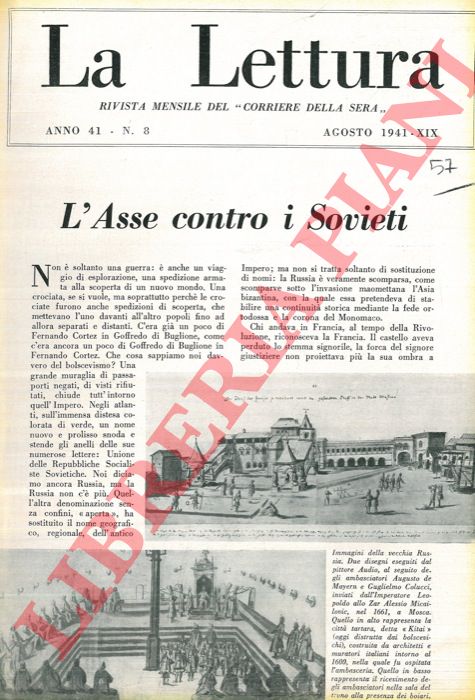 La Lettura
RIVISTA MENSILE DEL "CORRIERE DELLA SERA„
ANNO 41 - N. 8
AGOSTO 1941-XIX
57
L'Asse contro i Sovieti
Non è soltanto una guerra: è anche un viag-
gio di esplorazione, una spedizione arma-
ta alla scoperta di un nuovo mondo. Una
crociata, se si vuole, ma soprattutto perchè le cro-
ciate furono anche spedizioni di scoperta, che
mettevano l'uno davanti all'altro popoli fino ad
allora separati e distanti. C'era già un poco di
Fernando Cortez in Goffredo di Buglione, come
c'era ancora un poco di Goffredo di Buglione in
Fernando Cortez. Che cosa sappiamo noi dav-
vero del bolscevismo? Una
grande muraglia di passa-
porti negati, di visti rifiu-
tati, chiude tutt'intorno
quell'Impero. Negli atlan-
ti, sull'immensa distesa co-
lorata di verde, un nome
nuovo e prolisso snoda e
stende gli anelli delle sue
numerose lettere: Unione
delle Repubbliche Sociali-
ste Sovietiche. Noi dicia-
mo ancora Russia, ma la
Russia non c'è più. Quel-
l'altra denominazione sen-
za confini, «aperta», ha
sostituito il nome geografi-
co, regionale, dell'antico
Impero; ma non si tratta soltanto di sostituzione
di nomi: la Russia è veramente scomparsa, come
scomparve sotto l'invasione maomettana l'Asia
bizantina, con la quale essa pretendeva di sta-
bilire una continuità storica mediante la fede or-
todossa e la corona del Monomaco.
Chi andava in Francia, al tempo della Rivo-
luzione, riconosceva la Francia. Il castello aveva
perduto lo stemma signorile, la forca del signore
giustiziere non proiettava più la sua ombra a
Immagini della vecchia Rus-
sia. Due disegni eseguiti dal
pittore Audio, al seguito de-
gli ambasciatori Augusto de
Mayern e Guglielmo Colucci,
inviati dall'Imperatore Leo-
poldo allo Zar Alessio Micai-
lonic, nel 1661, a Mosca.
Quello in alto rappresenta la
città tartara, detta «Kitai»
(oggi distrutta dai bolscevi-
chi), costruita da architetti e
muratori italiani intorno al
1600, nella quale fu ospitata
l'ambasceria. Quello in basso
rappresenta il ricevimento de-
gli ambasciatori nella sala del
trono alla presenza dei boiari.
LIBRERIA PIANI